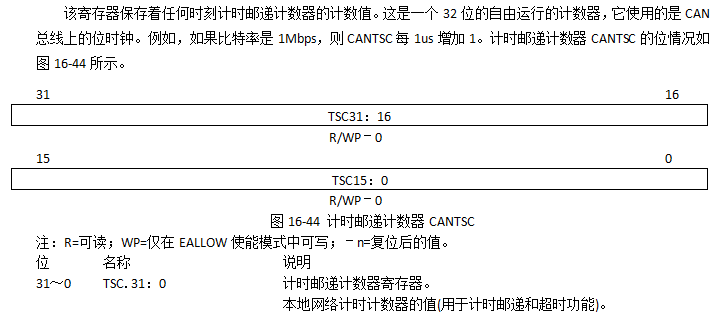 该寄存器保存着任何时刻计时邮递计数器的计数值。这是一个 32 位的自由运行的计数器，它使用的是 CAN
总线上的位时钟。例如，如果比特率是 1Mbps，则 CANTSC 每 1us 增加 1。计时邮递计数器 CANTSC 的位情况如
图 16-44 所示。
31 16
TSC31：16
R/WP－0
15 0
TSC15：0
R/WP－0
图 16-44 计时邮递计数器 CANTSC
注：R=可读；WP=仅在 EALLOW 使能模式中可写；－n=复位后的值。
位 名称 说明
31～0 TSC.31：0 计时邮递计数器寄存器。
本地网络计时计数器的值(用于计时邮递和超时功能)。